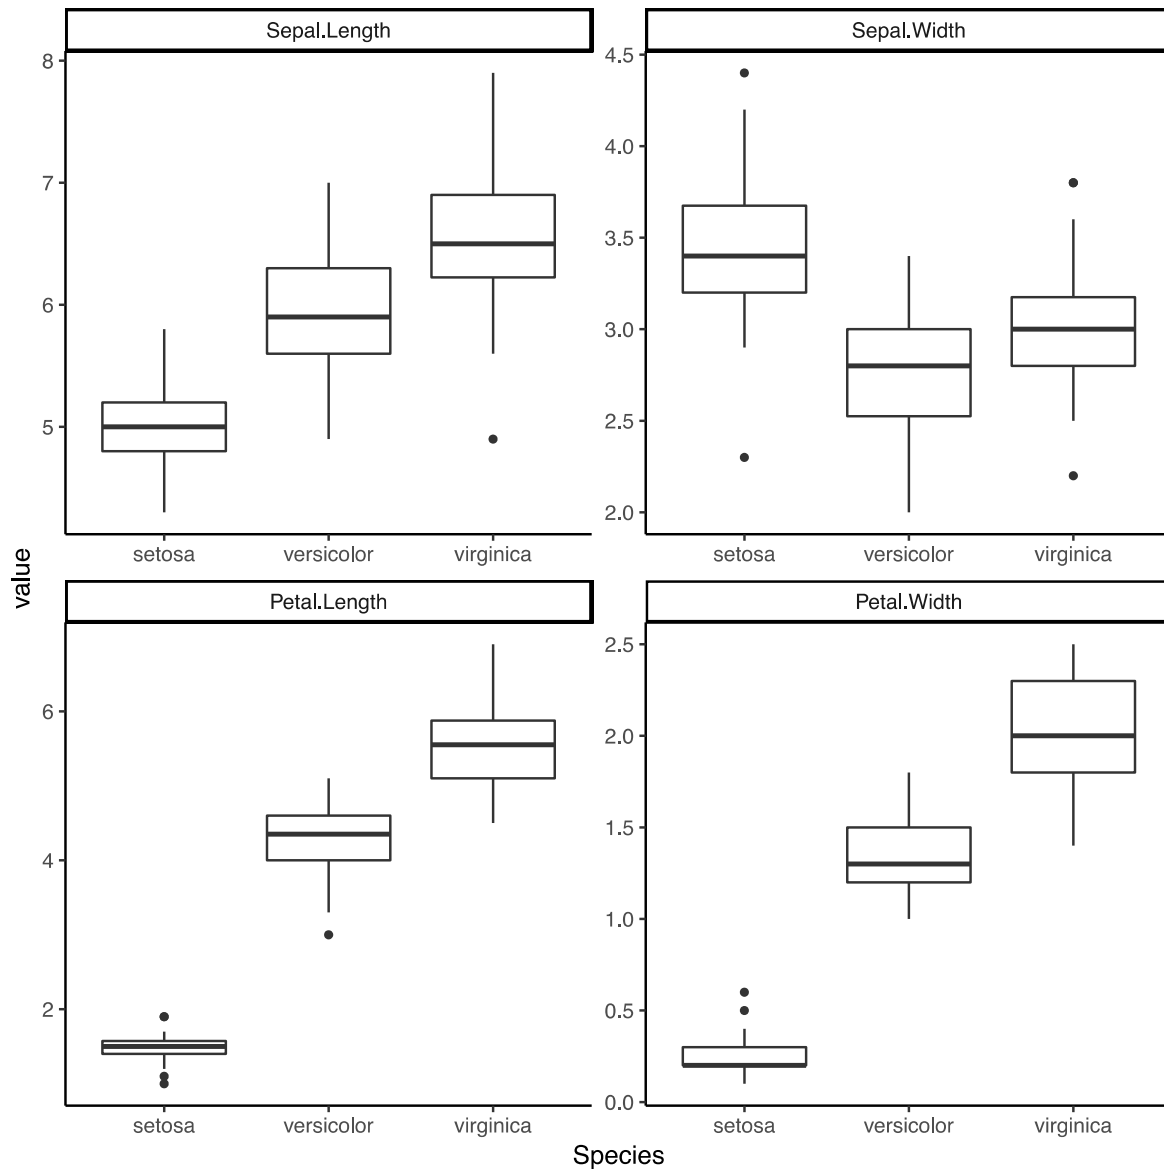 Sepal.Length
Sepal.Width
8
7
6
5
4.5
4.0
3.5
3.0
2.5
2.0
setosa versicolor virginica
setosa versicolor virginica
value
Petal.Length
Petal.Width
6
4
2
2.5
2.0
1.5
1.0
0.5
0.0
setosa versicolor virginica
setosa versicolor virginica
Species